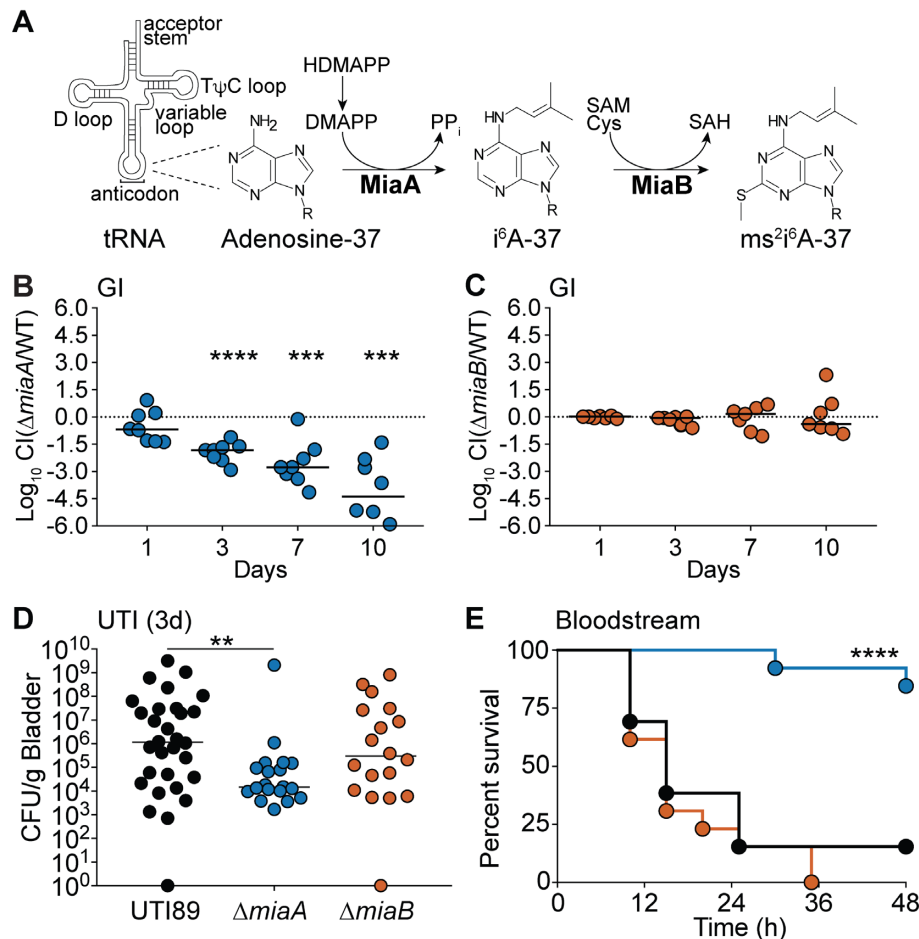 A
acceptor
stem
TψC loop
D loop
variable
loop
anticodon
tRNA
HDMAPP
NH2
DMAPP
PPi
N
N
N
N
R
MiaA
Adenosine-37
HN
N
N
N
N
R
i6A-37
SAM
Cys
SAH
MiaB
HN
N
N
N
N
S
R
ms2i6A-37
B GI
Log10 CI(ΔmiaA/WT)
6.0
4.5
3.0
1.5
0.0
-1.5
-3.0
-4.5
-6.0
**** *** ***
1 3 7 10
Days
C GI
Log10 CI(ΔmiaB/WT)
6.0
4.5
3.0
1.5
0.0
-1.5
-3.0
-4.5
-6.0
1 3 7 10
Days
D UTI (3d)
CFU/g Bladder
10^10
10^9
10^8
10^7
10^6
10^5
10^4
10^3
10^2
10^1
10^0
**
UTI89 ΔmiaA ΔmiaB
E Bloodstream
Percent survival
100
75
50
25
0
****
0 12 24 36 48
Time (h)